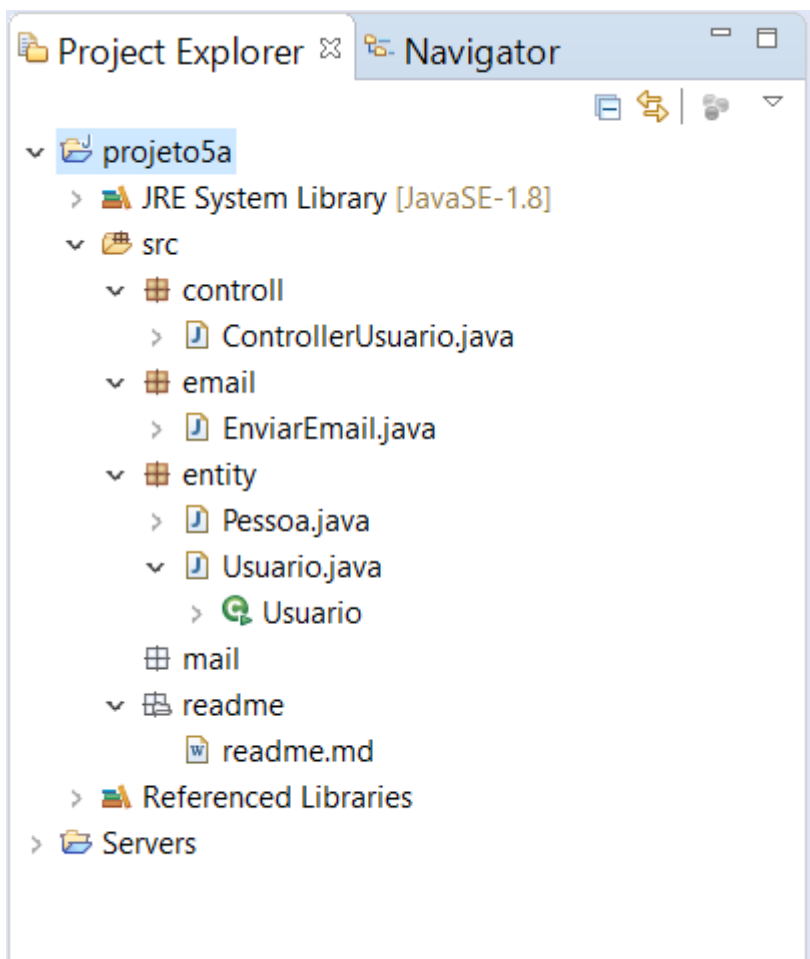 Project Explorer Navigator
projeto5a
JRE System Library [JavaSE-1.8]
src
controll
ControllerUsuario.java
email
EnviarEmail.java
entity
Pessoa.java
Usuario.java
Usuario
mail
readme
readme.md
Referenced Libraries
Servers